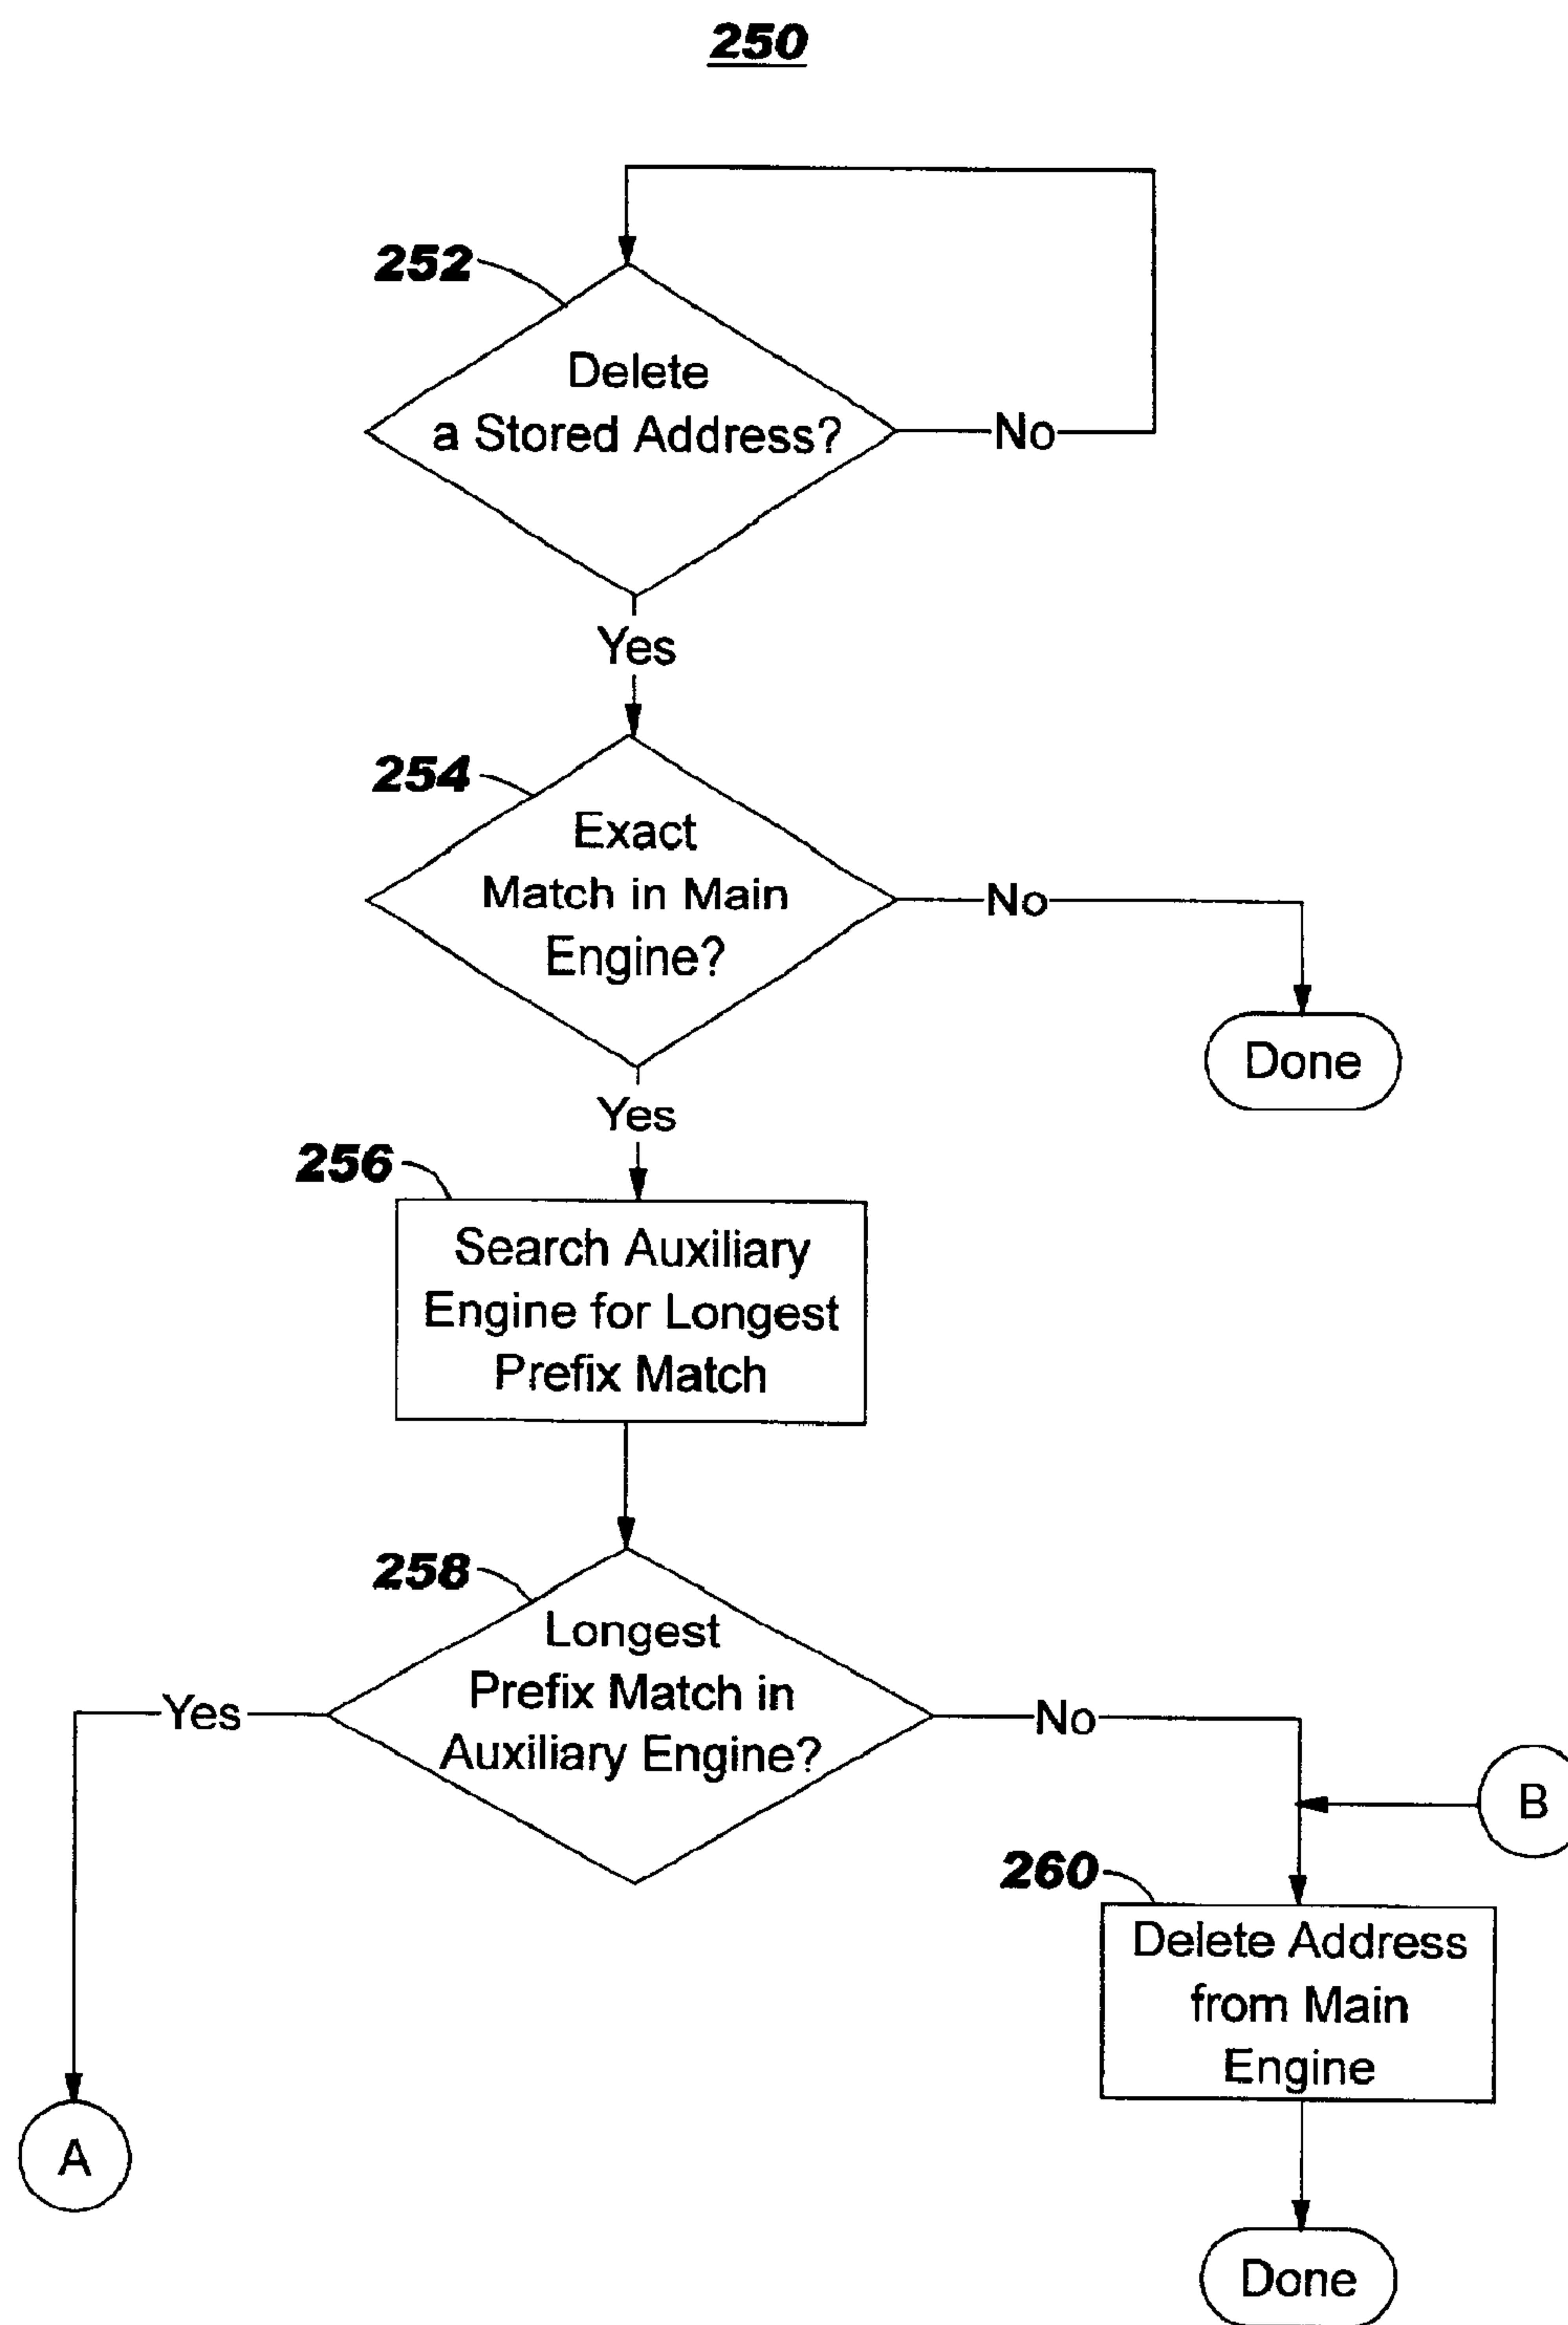 250
252
Delete
a Stored Address?
No
Yes
254
Exact
Match in Main
Engine?
No
Done
Yes
256
Search Auxiliary
Engine for Longest
Prefix Match
258
Longest
Prefix Match in
Auxiliary Engine?
Yes
No
B
260
Delete Address
from Main
Engine
A
Done